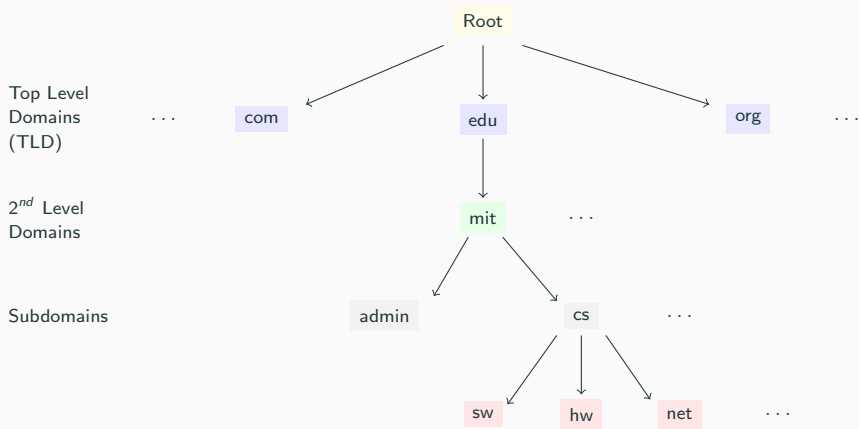 Root
Top Level
Domains
(TLD)
... com edu org ...
2nd Level
Domains
mit ...
Subdomains admin cs ...
sw hw net ...